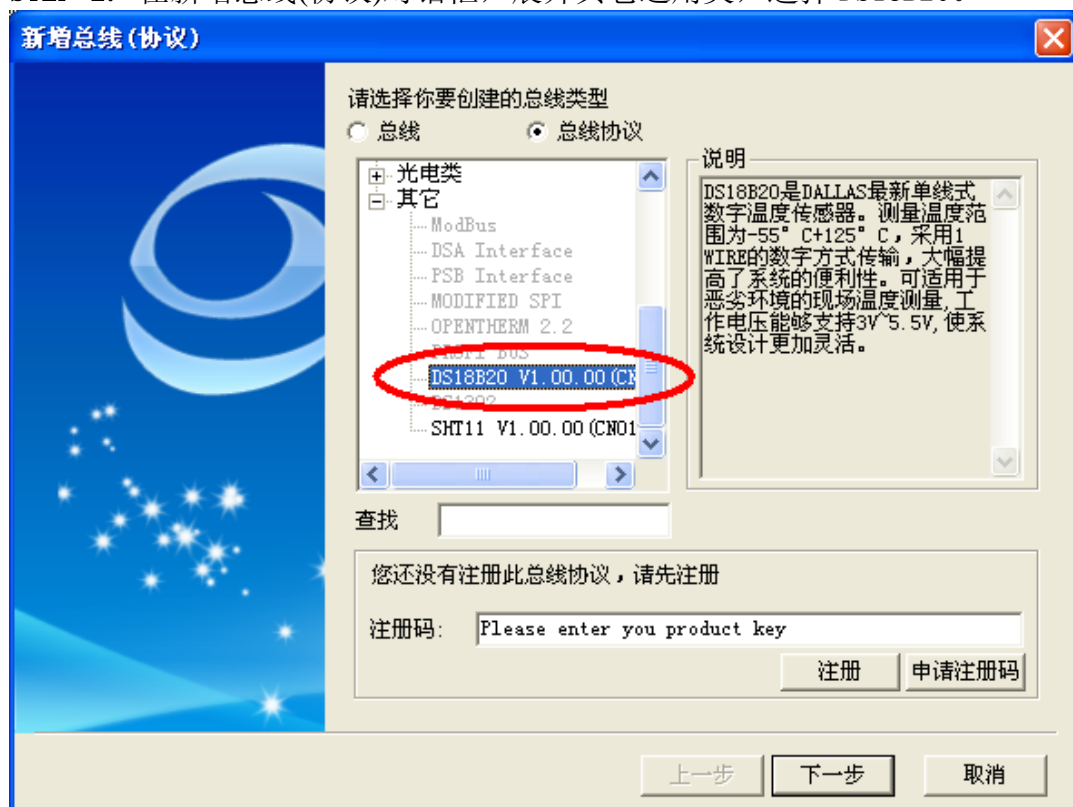 新增总线(协议)
请选择你要创建的总线类型
总线
总线协议
光电类
其它
ModBus
DSA Interface
PSB Interface
MODIFIED SPI
OPENTHERM 2.2
PROFI BUS
DS18B20 V1.00.00(CN
DS1302
SHT11 V1.00.00(CN01
说明
DS18B20是DALLAS最新单线式
数字温度传感器。测量温度范
围为-55° C+125° C，采用1
WIRE的数字方式传输，大幅提
高了系统的便利性。可适用于
恶劣环境的现场温度测量,工
作电压能够支持3V~5.5V,使系
统设计更加灵活。
查找
您还没有注册此总线协议，请先注册
注册码:
Please enter you product key
注册
申请注册码
上一步
下一步
取消